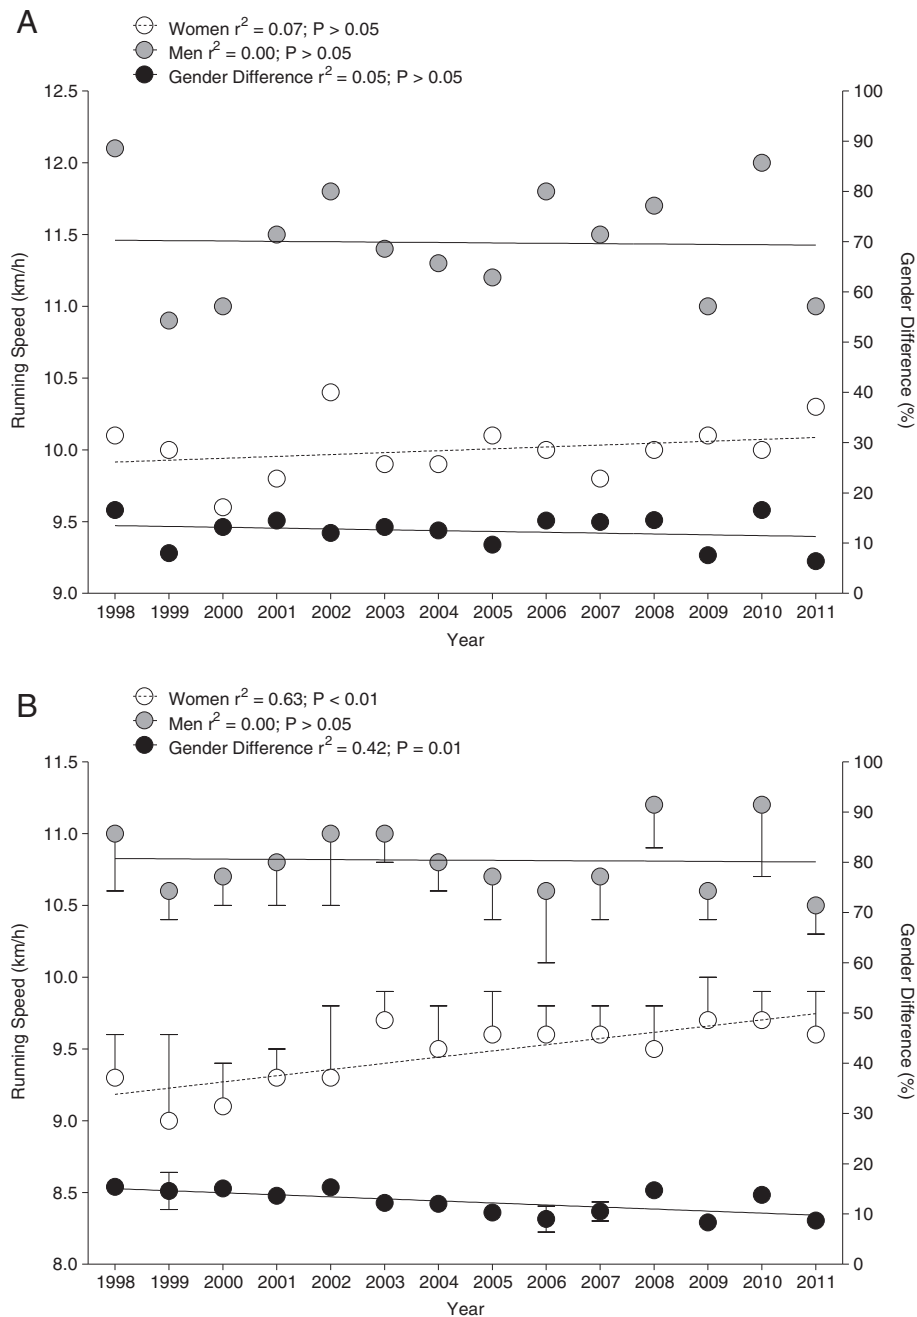 A
Women r² = 0.07; P > 0.05
Men r² = 0.00; P > 0.05
Gender Difference r² = 0.05; P > 0.05
12.5
12.0
11.5
11.0
10.5
10.0
9.5
9.0
Running Speed (km/h)
100
90
80
70
60
50
40
30
20
10
0
Gender Difference (%)
1998 1999 2000 2001 2002 2003 2004 2005 2006 2007 2008 2009 2010 2011
Year
B
Women r² = 0.63; P < 0.01
Men r² = 0.00; P > 0.05
Gender Difference r² = 0.42; P = 0.01
11.5
11.0
10.5
10.0
9.5
9.0
8.5
8.0
Running Speed (km/h)
100
90
80
70
60
50
40
30
20
10
0
Gender Difference (%)
1998 1999 2000 2001 2002 2003 2004 2005 2006 2007 2008 2009 2010 2011
Year